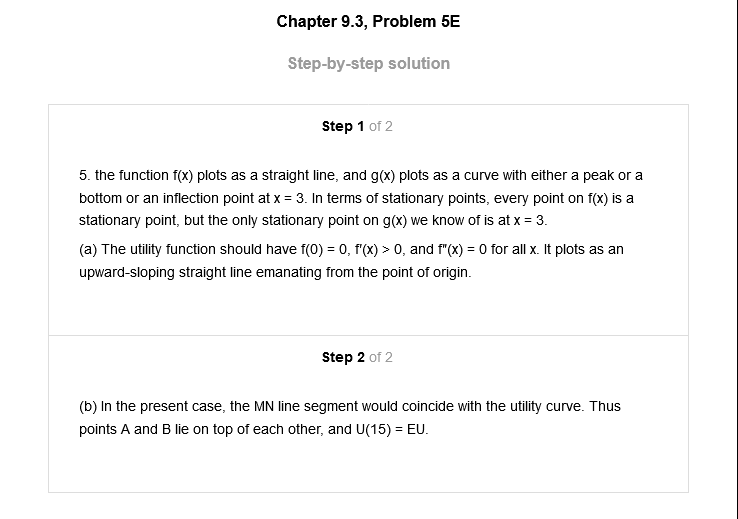 Chapter 9.3, Problem 5E
Step-by-step solution
Step 1 of 2
5. the function f(x) plots as a straight line, and g(x) plots as a curve with either a peak or a
bottom or an inflection point at x = 3. In terms of stationary points, every point on f(x) is a
stationary point, but the only stationary point on g(x) we know of is at x = 3.
(a) The utility function should have f(0) = 0, f'(x) > 0, and f"(x) = 0 for all x. It plots as an
upward-sloping straight line emanating from the point of origin.
Step 2 of 2
(b) In the present case, the MN line segment would coincide with the utility curve. Thus
points A and B lie on top of each other, and U(15) = EU.